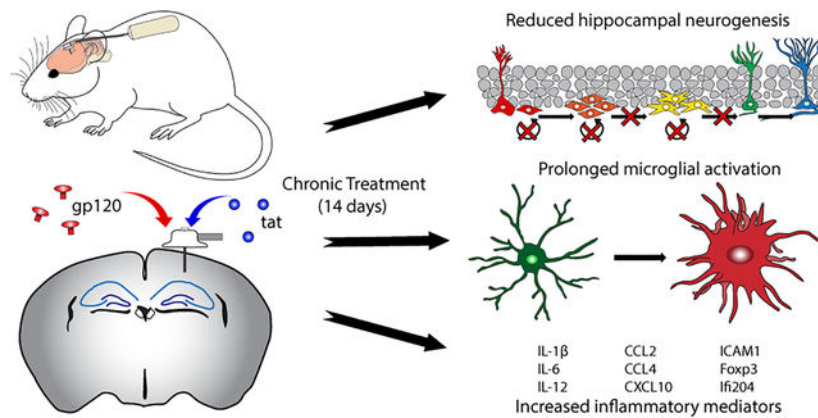 Reduced hippocampal neurogenesis
gp120
tat
Chronic Treatment
(14 days)
Prolonged microglial activation
IL-1β CCL2 ICAM1
IL-6 CCL4 Foxp3
IL-12 CXCL10 Ifi204
Increased inflammatory mediators